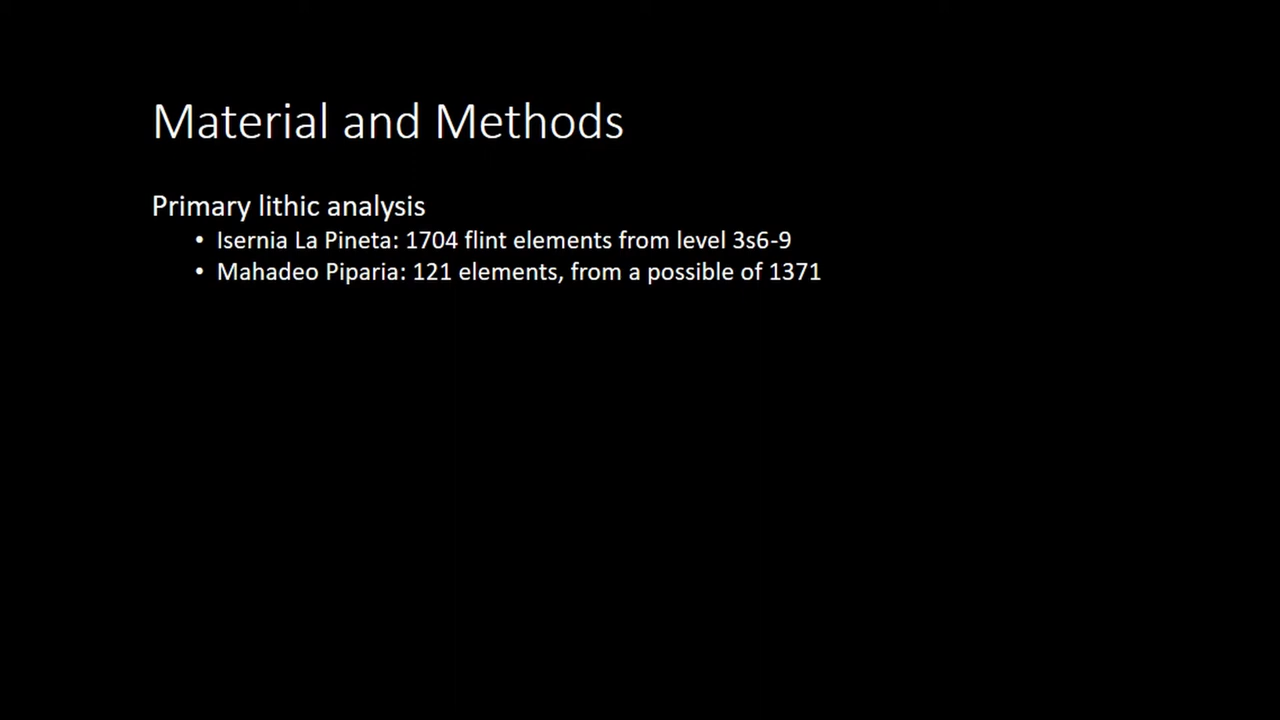 Material and Methods
Primary lithic analysis
• Isernia La Pineta: 1704 flint elements from level 3s6-9
• Mahadeo Piparia: 121 elements, from a possible of 1371